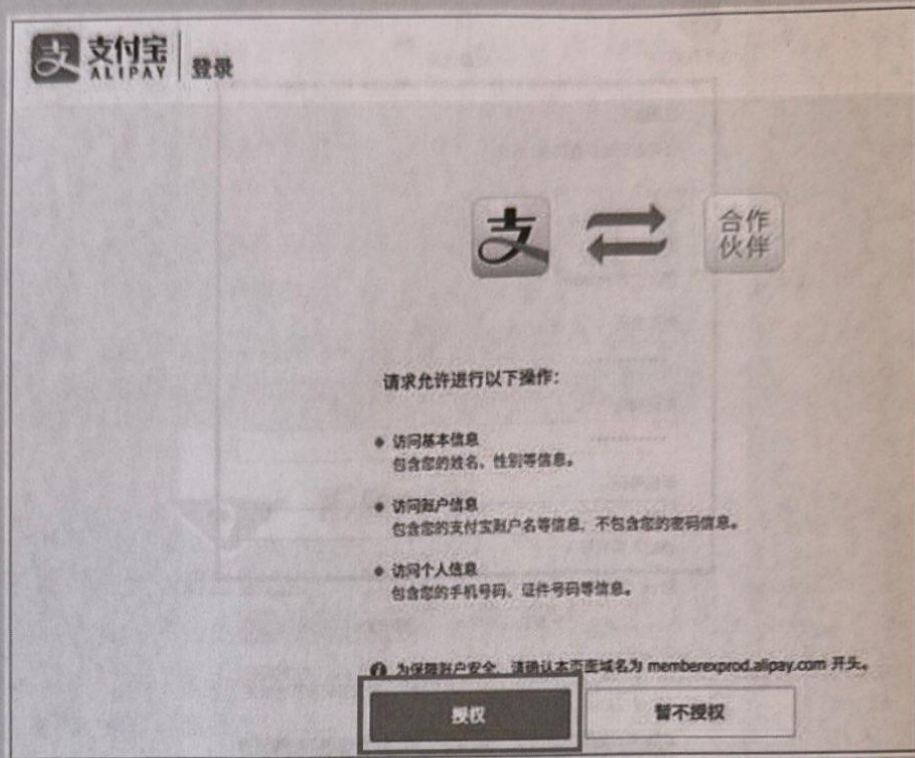 支付宝
ALIPAY
登录
支
合作
伙伴
请求允许进行以下操作：
访问基本信息
包含您的姓名、性别等信息。
访问账户信息
包含您的支付宝账户名等信息，不包含您的密码信息。
访问个人信息
包含您的手机号码、证件号码等信息。
为保障账户安全，请确认本页面域名为 memberexprod.alipay.com 开头。
授权
暂不授权